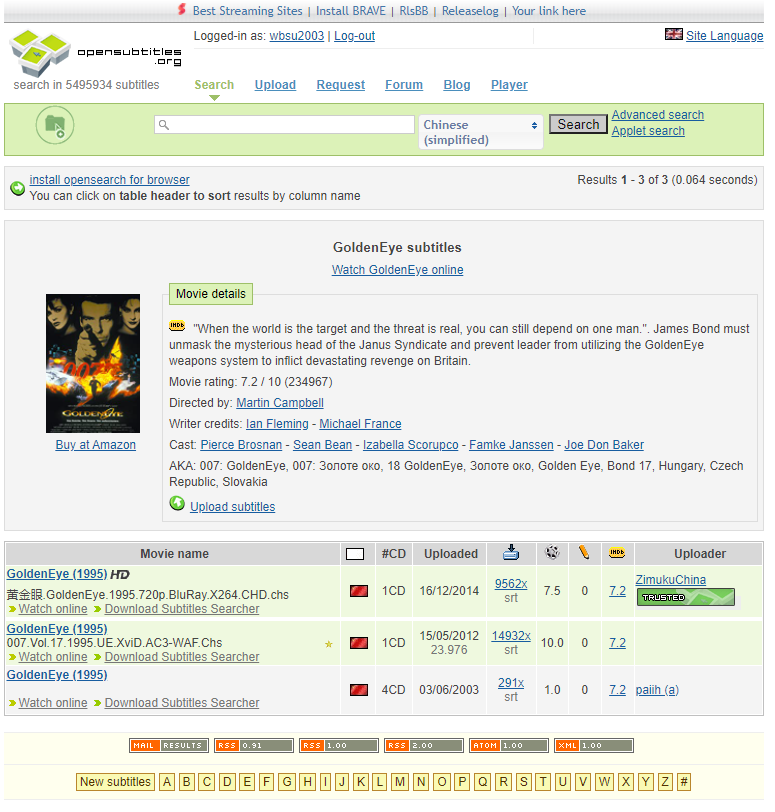 Best Streaming Sites | Install BRAVE | RlsBB | Releaselog | Your link here
Logged-in as: wbsu2003 | Log-out
Site Language
opensubtitles
.org
search in 5495934 subtitles
Search Upload Request Forum Blog Player
Chinese
(simplified)
Search
Advanced search
Applet search
install opensearch for browser
Results 1 - 3 of 3 (0.064 seconds)
You can click on table header to sort results by column name
GoldenEye subtitles
Watch GoldenEye online
Movie details
IMDb "When the world is the target and the threat is real, you can still depend on one man.". James Bond must
unmask the mysterious head of the Janus Syndicate and prevent leader from utilizing the GoldenEye
weapons system to inflict devastating revenge on Britain.
Movie rating: 7.2 / 10 (234967)
Directed by: Martin Campbell
Writer credits: Ian Fleming - Michael France
Cast: Pierce Brosnan - Sean Bean - Izabella Scorupco - Famke Janssen - Joe Don Baker
AKA: 007: GoldenEye, 007: Золоте око, 18 GoldenEye, Золоте око, Golden Eye, Bond 17, Hungary, Czech
Republic, Slovakia
Upload subtitles
007
GOLDENEYE
Buy at Amazon
Movie name #CD Uploaded IMDb Uploader
GoldenEye (1995) HD
黄金眼.GoldenEye.1995.720p.BluRay.X264.CHD.chs
Watch online Download Subtitles Searcher
1CD 16/12/2014 9562x
srt
7.5 0 7.2 ZimukuChina
TRUSTED
GoldenEye (1995)
007.Vol.17.1995.UE.XviD.AC3-WAF.Chs
Watch online Download Subtitles Searcher
1CD 15/05/2012
23.976
14932x
srt
10.0 0 7.2
GoldenEye (1995)
Watch online Download Subtitles Searcher
4CD 03/06/2003 291x
srt
1.0 0 7.2 paiih (a)
MAIL RESULTS RSS 0.91 RSS 1.00 RSS 2.00 ATOM 1.00 XML 1.00
New subtitles A B C D E F G H I J K L M N O P Q R S T U V W X Y Z #